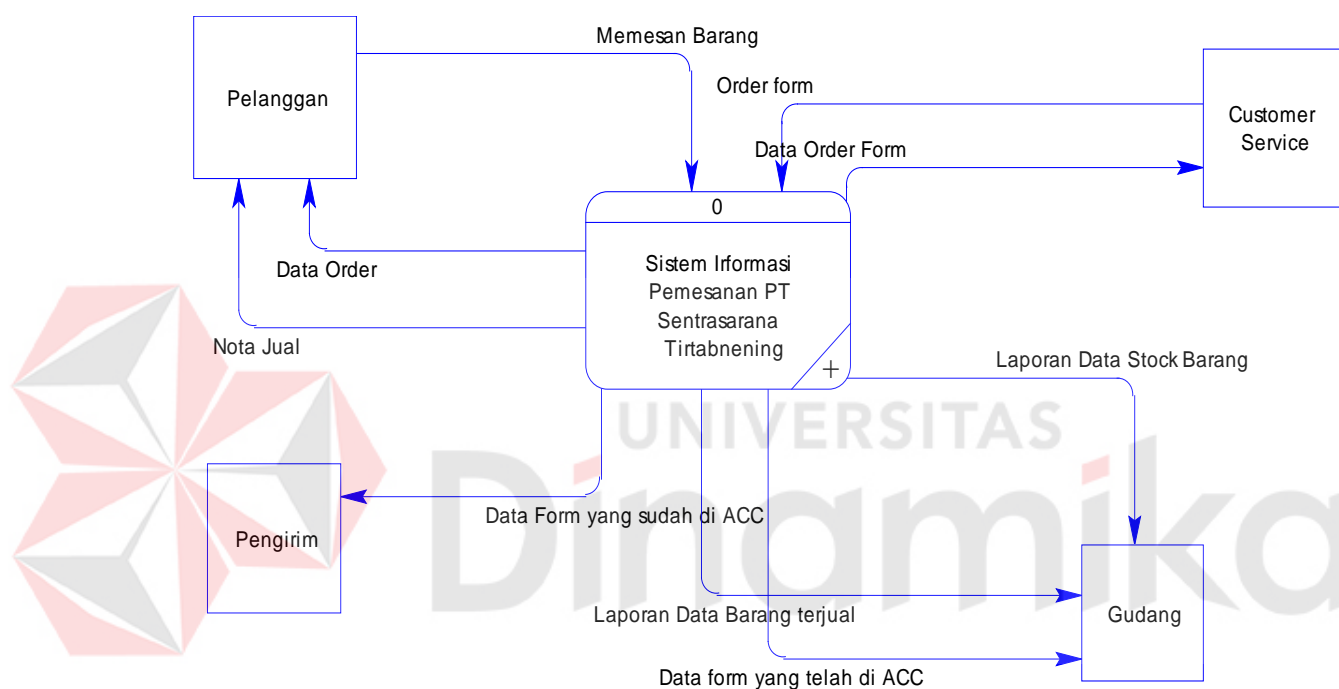 Memesan Barang
Order form
Pelanggan
Customer
Service
Data Order Form
0
Sistem Irformasi
Pemesanan PT
Sentrasarana
Tirtabnening
+
Data Order
Nota Jual
Laporan Data Stock Barang
UNIVERSITAS
Dinamika
Data Form yang sudah di ACC
Pengirim
Laporan Data Barang terjual
Gudang
Data form yang telah di ACC